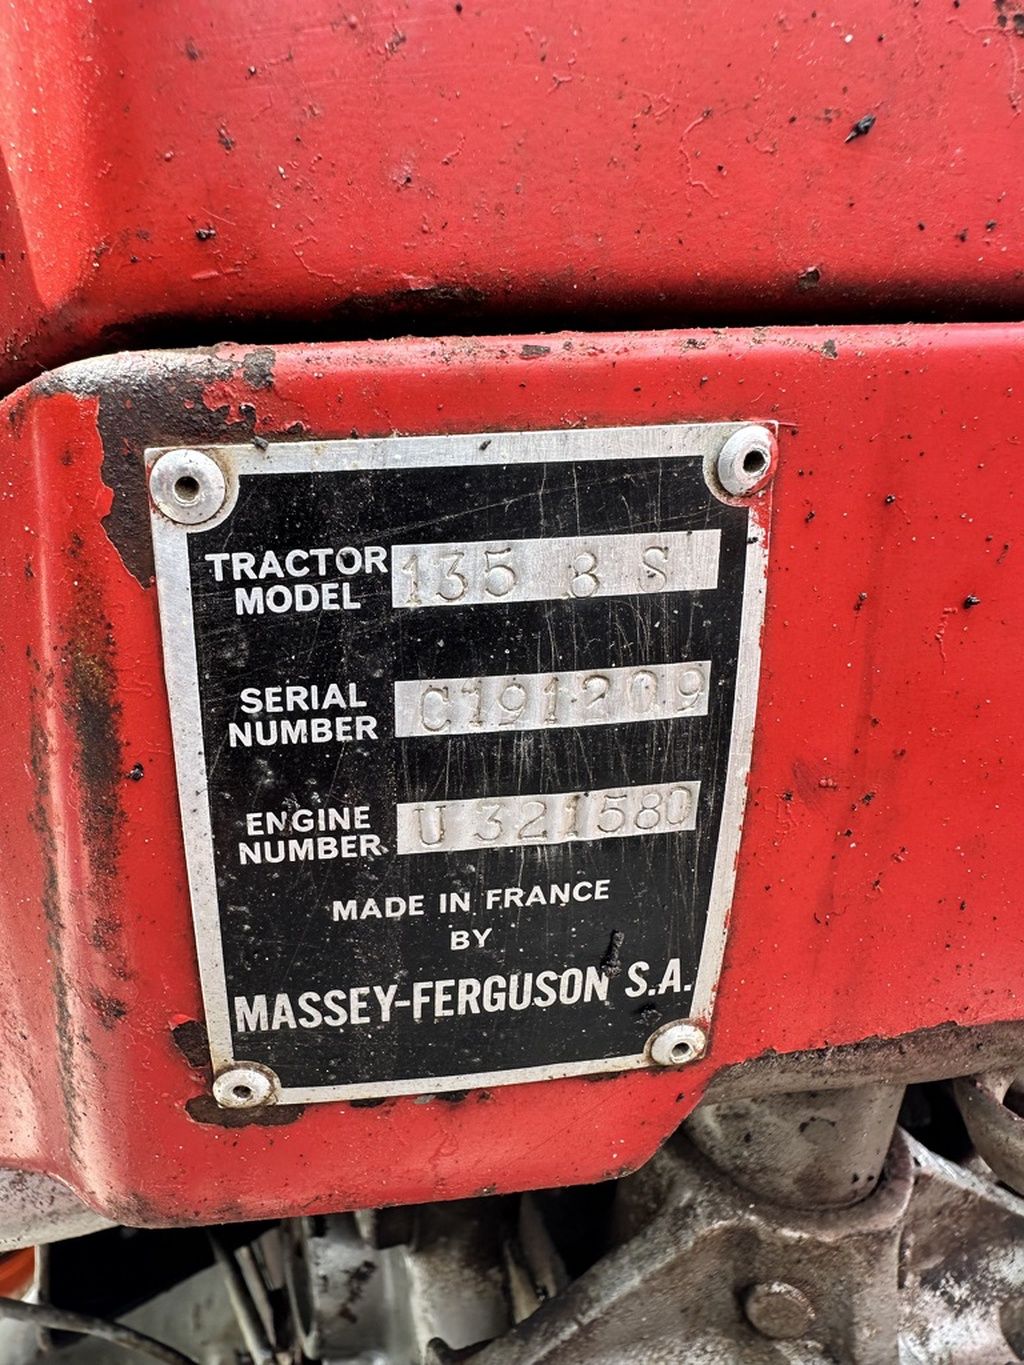 TRACTOR MODEL 135 8 S
SERIAL NUMBER C191209
ENGINE NUMBER U 321580
MADE IN FRANCE
BY
MASSEY-FERGUSON S.A.